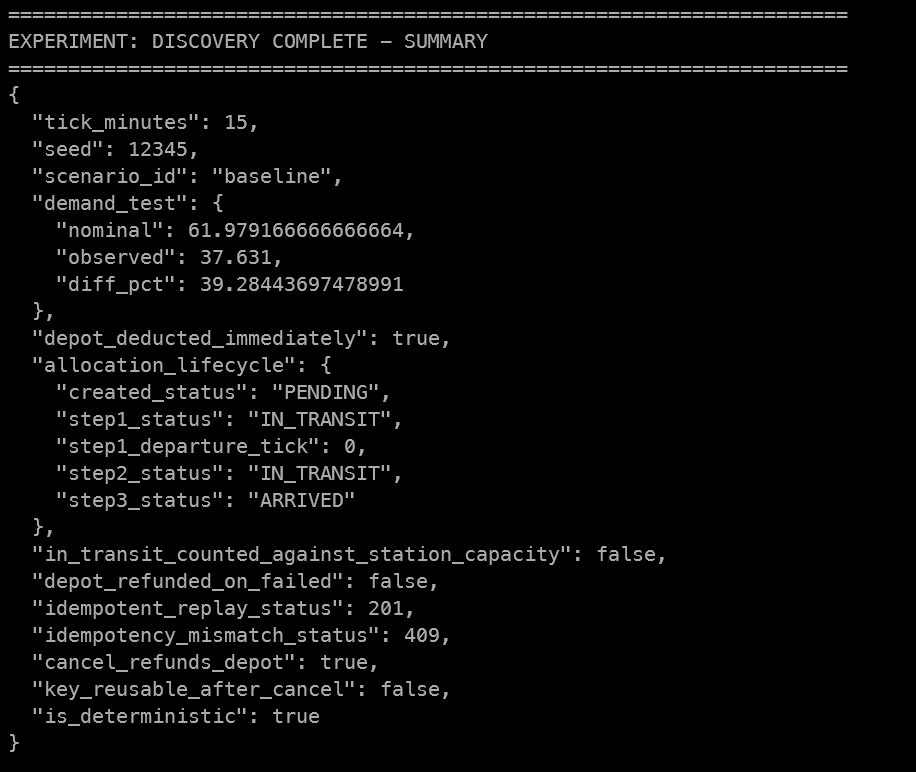 ======================================================================
EXPERIMENT: DISCOVERY COMPLETE — SUMMARY
======================================================================
{
  "tick_minutes": 15,
  "seed": 12345,
  "scenario_id": "baseline",
  "demand_test": {
    "nominal": 61.979166666666664,
    "observed": 37.631,
    "diff_pct": 39.28443697478991
  },
  "depot_deducted_immediately": true,
  "allocation_lifecycle": {
    "created_status": "PENDING",
    "step1_status": "IN_TRANSIT",
    "step1_departure_tick": 0,
    "step2_status": "IN_TRANSIT",
    "step3_status": "ARRIVED"
  },
  "in_transit_counted_against_station_capacity": false,
  "depot_refunded_on_failed": false,
  "idempotent_replay_status": 201,
  "idempotency_mismatch_status": 409,
  "cancel_refunds_depot": true,
  "key_reusable_after_cancel": false,
  "is_deterministic": true
}